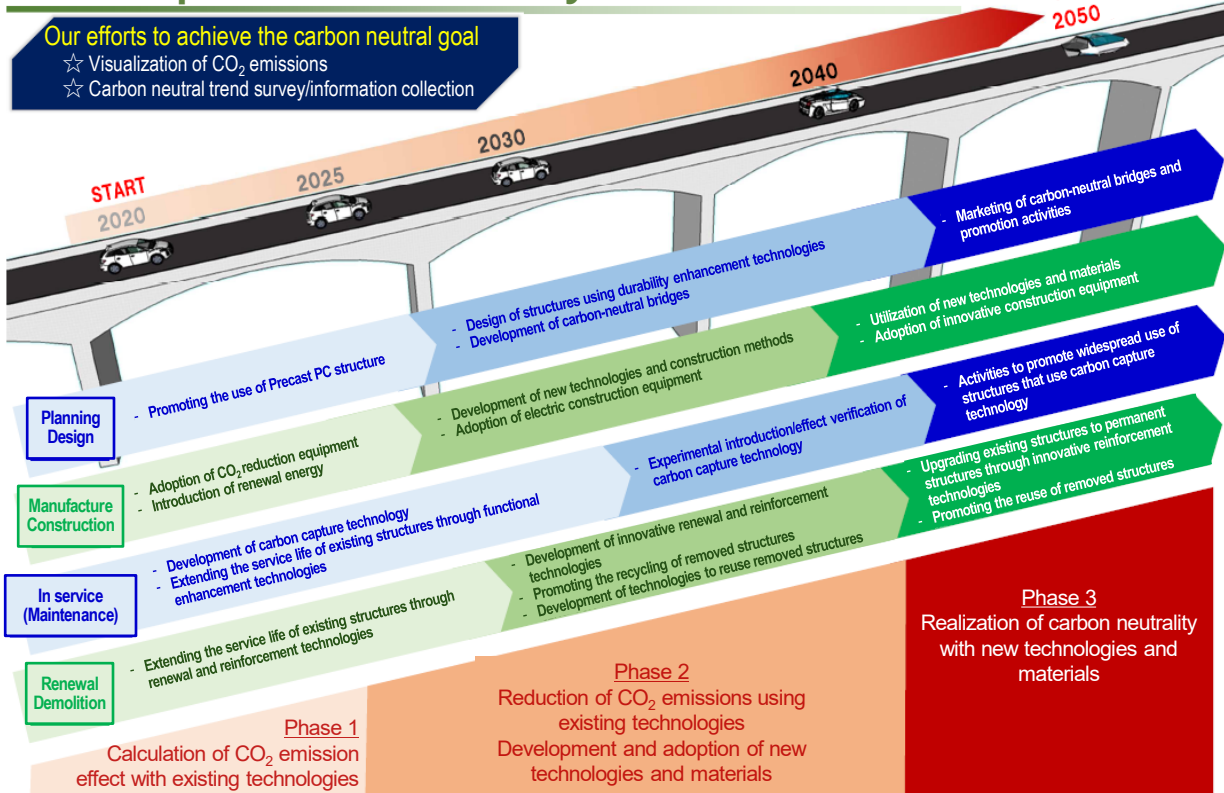 Our efforts to achieve the carbon neutral goal
☆ Visualization of CO₂ emissions
☆ Carbon neutral trend survey/information collection
START
2020
2025
2030
2040
2050
Planning
Design
- Promoting the use of Precast PC structure
- Design of structures using durability enhancement technologies
- Development of carbon-neutral bridges
- Marketing of carbon-neutral bridges and
promotion activities
Manufacture
Construction
- Adoption of CO₂ reduction equipment
- Introduction of renewal energy
- Development of new technologies and construction methods
- Adoption of electric construction equipment
- Utilization of new technologies and materials
- Adoption of innovative construction equipment
In service
(Maintenance)
- Development of carbon capture technology
- Extending the service life of existing structures through functional
enhancement technologies
- Experimental introduction/effect verification of
carbon capture technology
- Activities to promote widespread use of
structures that use carbon capture
technology
Renewal
Demolition
- Extending the service life of existing structures through
renewal and reinforcement technologies
- Development of innovative renewal and reinforcement
technologies
- Promoting the recycling of removed structures
- Development of technologies to reuse removed structures
- Upgrading existing structures to permanent
structures through innovative reinforcement
technologies
- Promoting the reuse of removed structures
Phase 1
Calculation of CO₂ emission
effect with existing technologies
Phase 2
Reduction of CO₂ emissions using
existing technologies
Development and adoption of new
technologies and materials
Phase 3
Realization of carbon neutrality
with new technologies and
materials